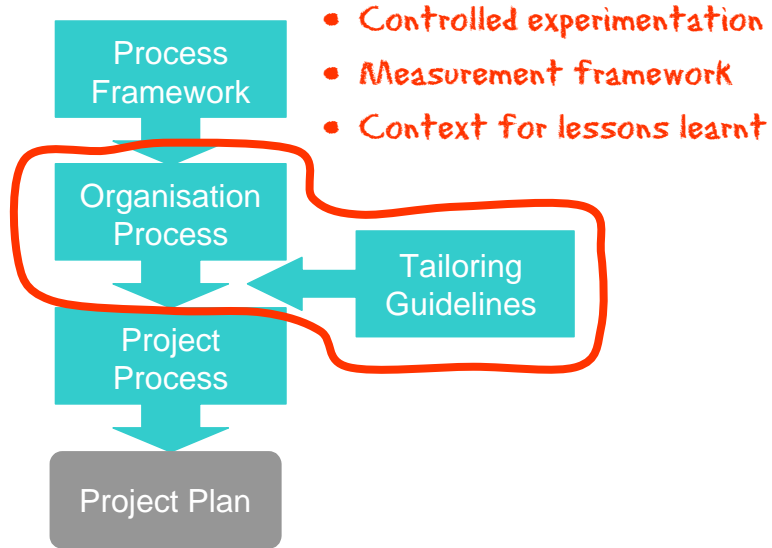 • Controlled experimentation
• Measurement framework
• Context for lessons learnt
Process
Framework
Organisation
Process
Tailoring
Guidelines
Project
Process
Project Plan